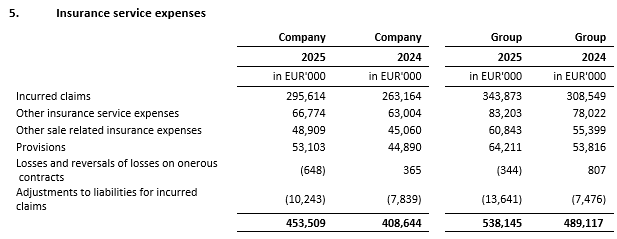 5. Insurance service expenses
Company Company Group Group
2025 2024 2025 2024
in EUR'000 in EUR'000 in EUR'000 in EUR'000
Incurred claims 295,614 263,164 343,873 308,549
Other insurance service expenses 66,774 63,004 83,203 78,022
Other sale related insurance expenses 48,909 45,060 60,843 55,399
Provisions 53,103 44,890 64,211 53,816
Losses and reversals of losses on onerous
contracts (648) 365 (344) 807
Adjustments to liabilities for incurred
claims (10,243) (7,839) (13,641) (7,476)
453,509 408,644 538,145 489,117